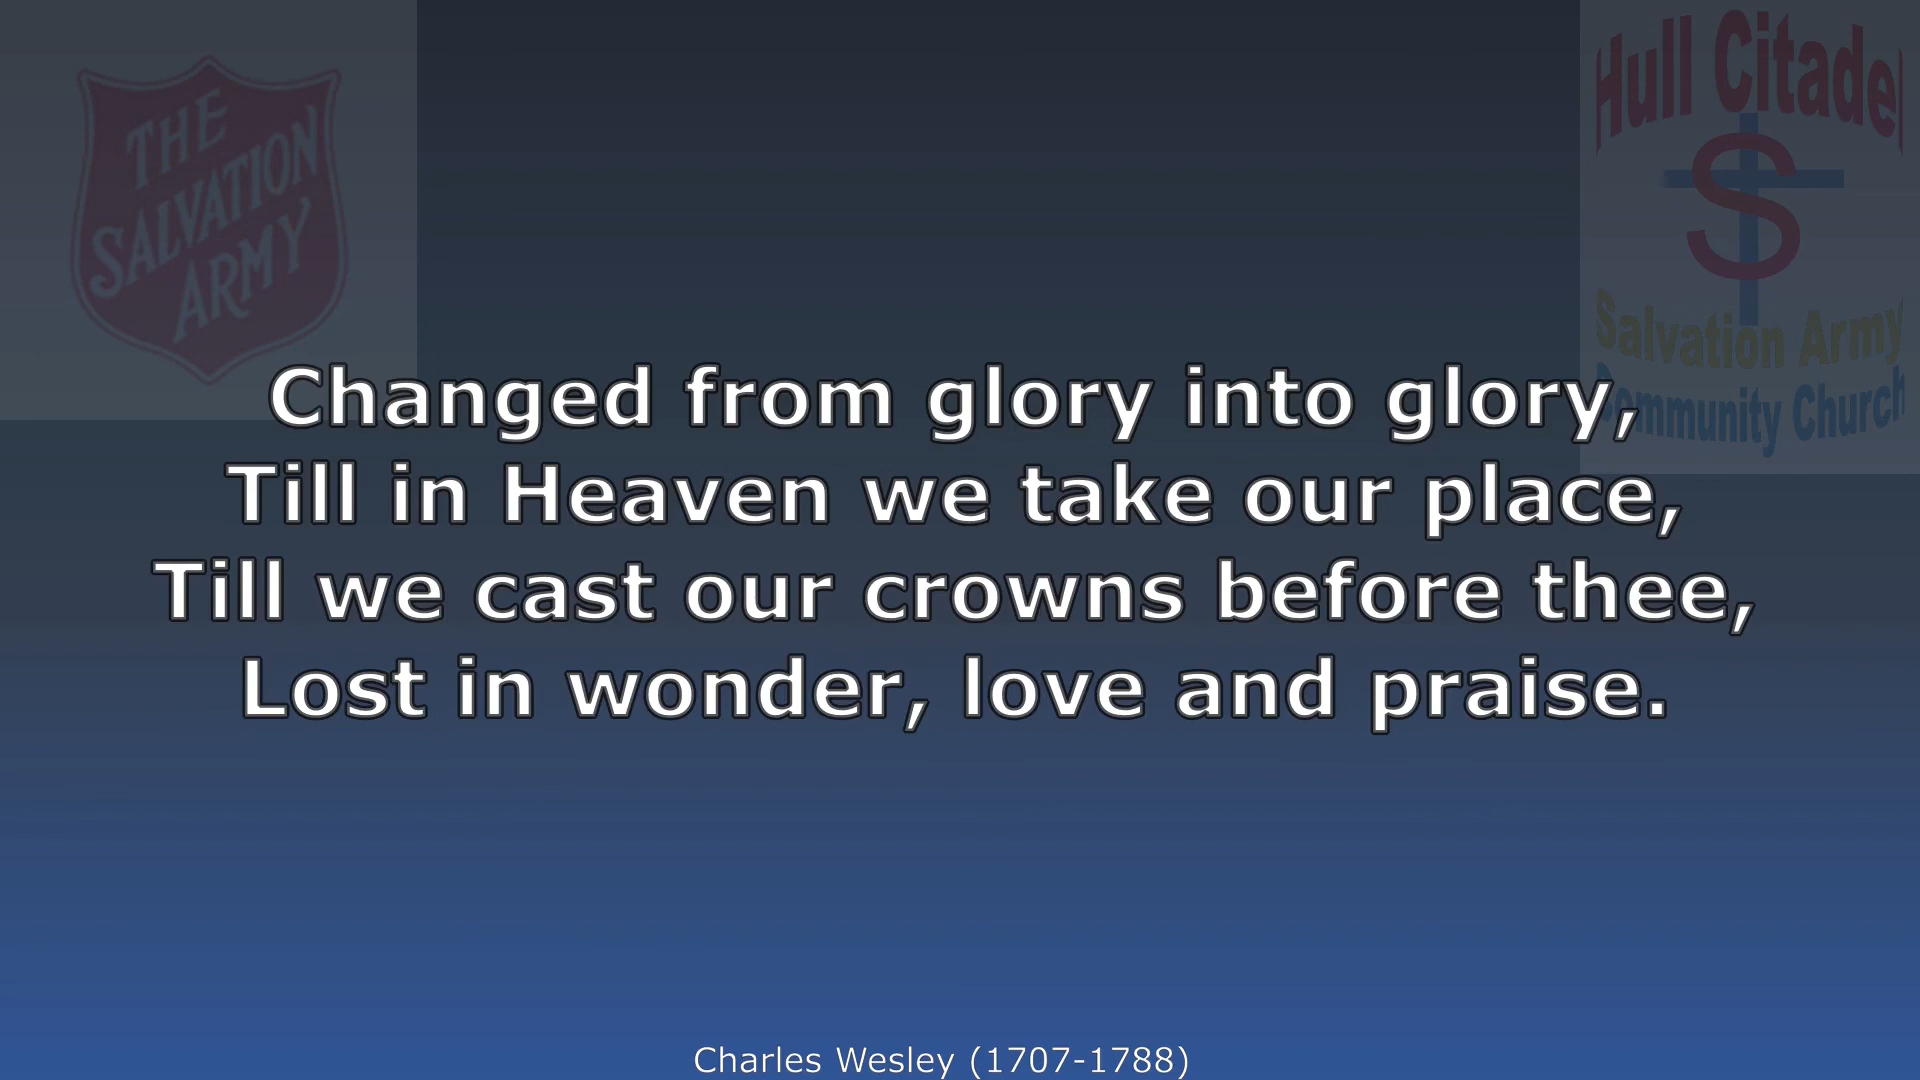 THE
SALVATION
ARMY
Hull Citadel
S
Salvation Army
Community Church
Changed from glory into glory,
Till in Heaven we take our place,
Till we cast our crowns before thee,
Lost in wonder, love and praise.
Charles Wesley (1707-1788)